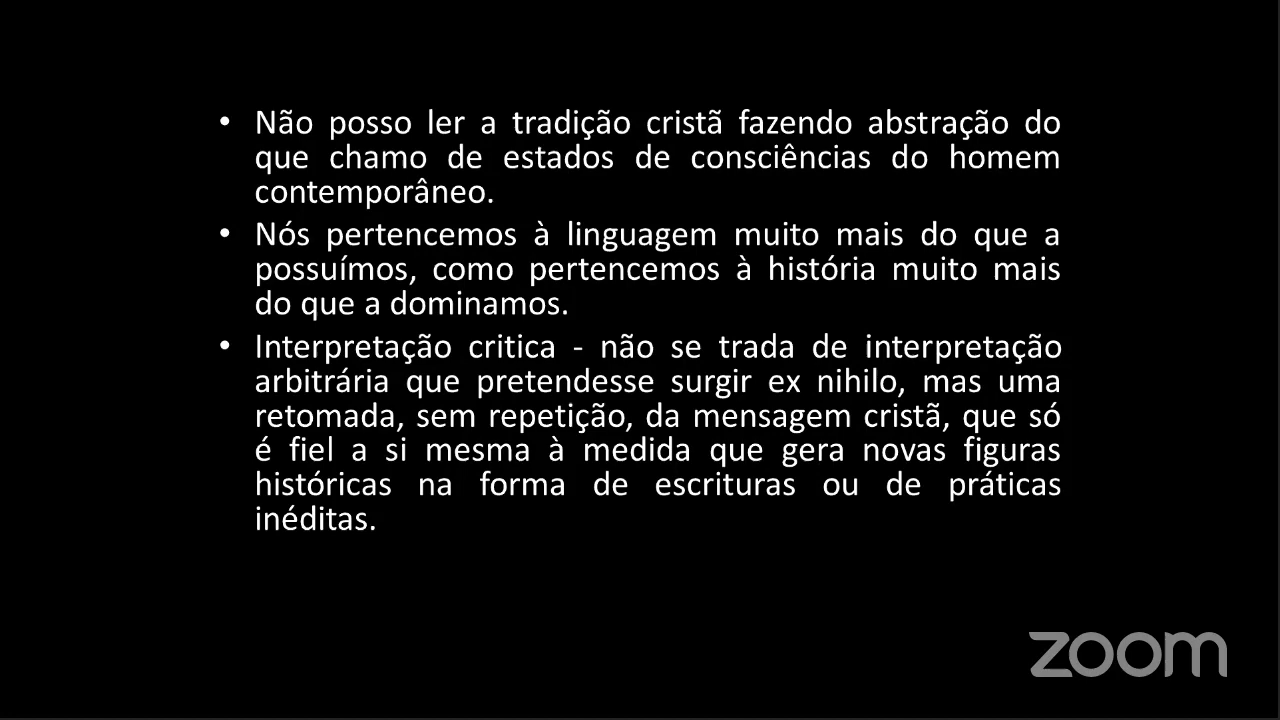 • Não posso ler a tradição cristã fazendo abstração do
que chamo de estados de consciências do homem
contemporâneo.
• Nós pertencemos à linguagem muito mais do que a
possuímos, como pertencemos à história muito mais
do que a dominamos.
• Interpretação critica - não se trada de interpretação
arbitrária que pretendesse surgir ex nihilo, mas uma
retomada, sem repetição, da mensagem cristã, que só
é fiel a si mesma à medida que gera novas figuras
históricas na forma de escrituras ou de práticas
inéditas.
zoom